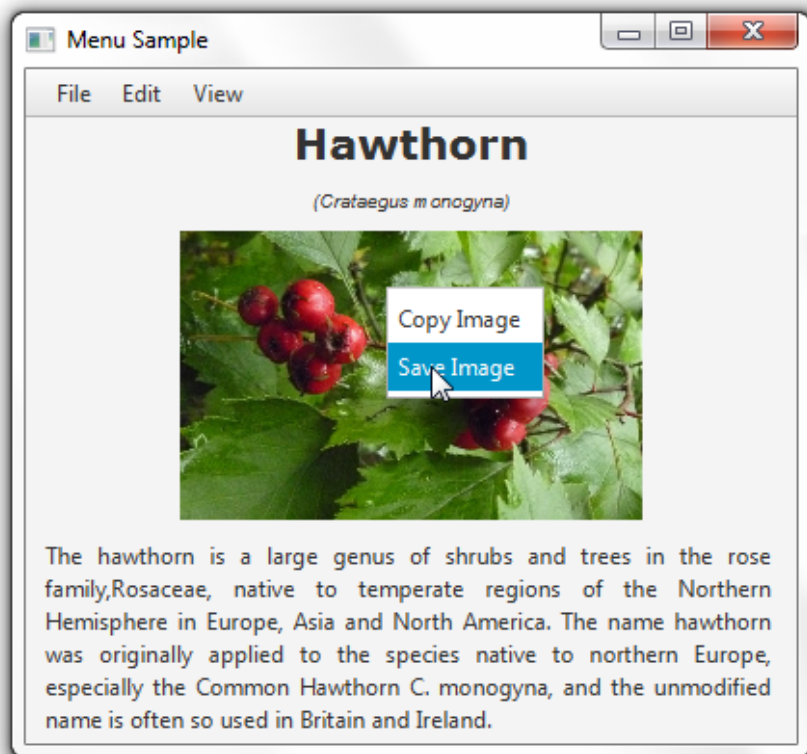 Menu Sample
File Edit View
Hawthorn
(Crataegus monogyna)
Copy Image
Save Image
The hawthorn is a large genus of shrubs and trees in the rose
family,Rosaceae, native to temperate regions of the Northern
Hemisphere in Europe, Asia and North America. The name hawthorn
was originally applied to the species native to northern Europe,
especially the Common Hawthorn C. monogyna, and the unmodified
name is often so used in Britain and Ireland.